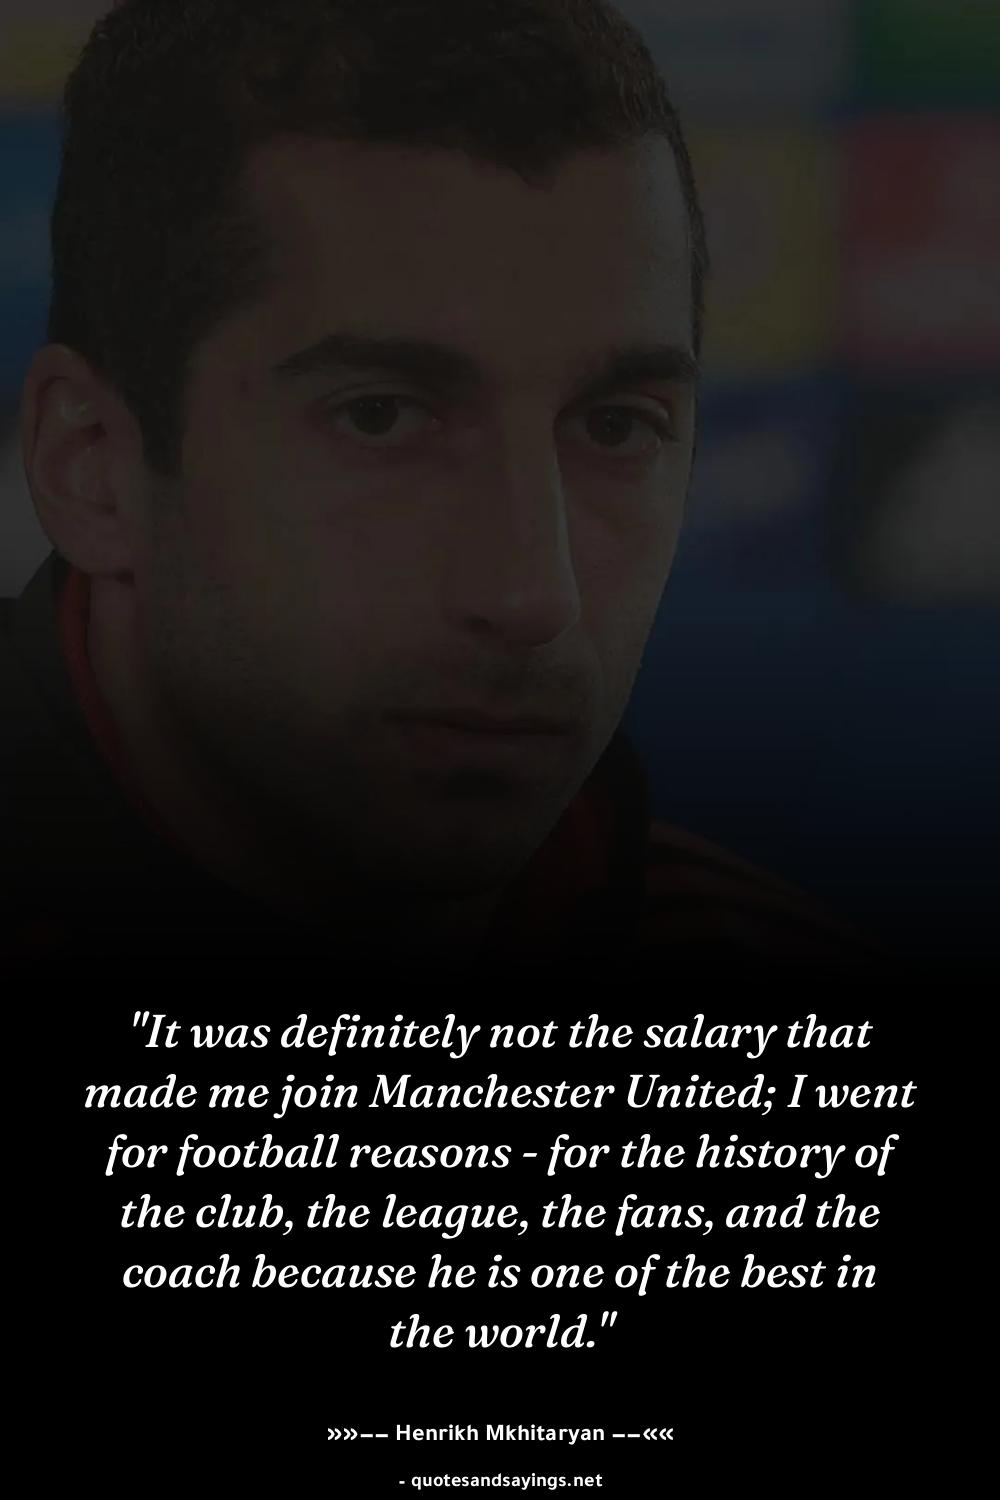 "It was definitely not the salary that
made me join Manchester United; I went
for football reasons - for the history of
the club, the league, the fans, and the
coach because he is one of the best in
the world."
»»−− Henrikh Mkhitaryan −−««
- quotesandsayings.net